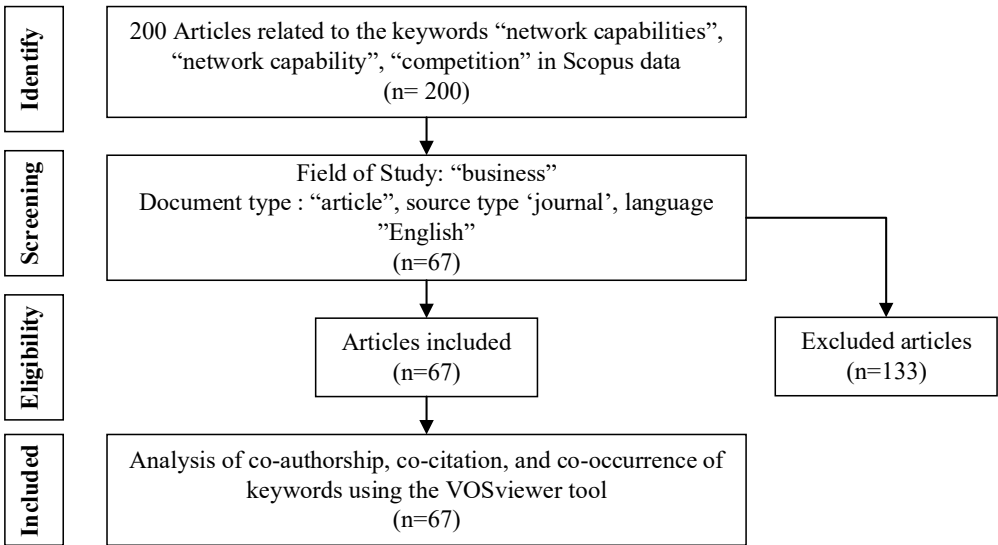 Identify
200 Articles related to the keywords “network capabilities”,
“network capability”, “competition” in Scopus data
(n= 200)
Screening
Field of Study: “business”
Document type : “article”, source type ‘journal’, language
”English”
(n=67)
Eligibility
Articles included
(n=67)
Excluded articles
(n=133)
Included
Analysis of co-authorship, co-citation, and co-occurrence of
keywords using the VOSviewer tool
(n=67)